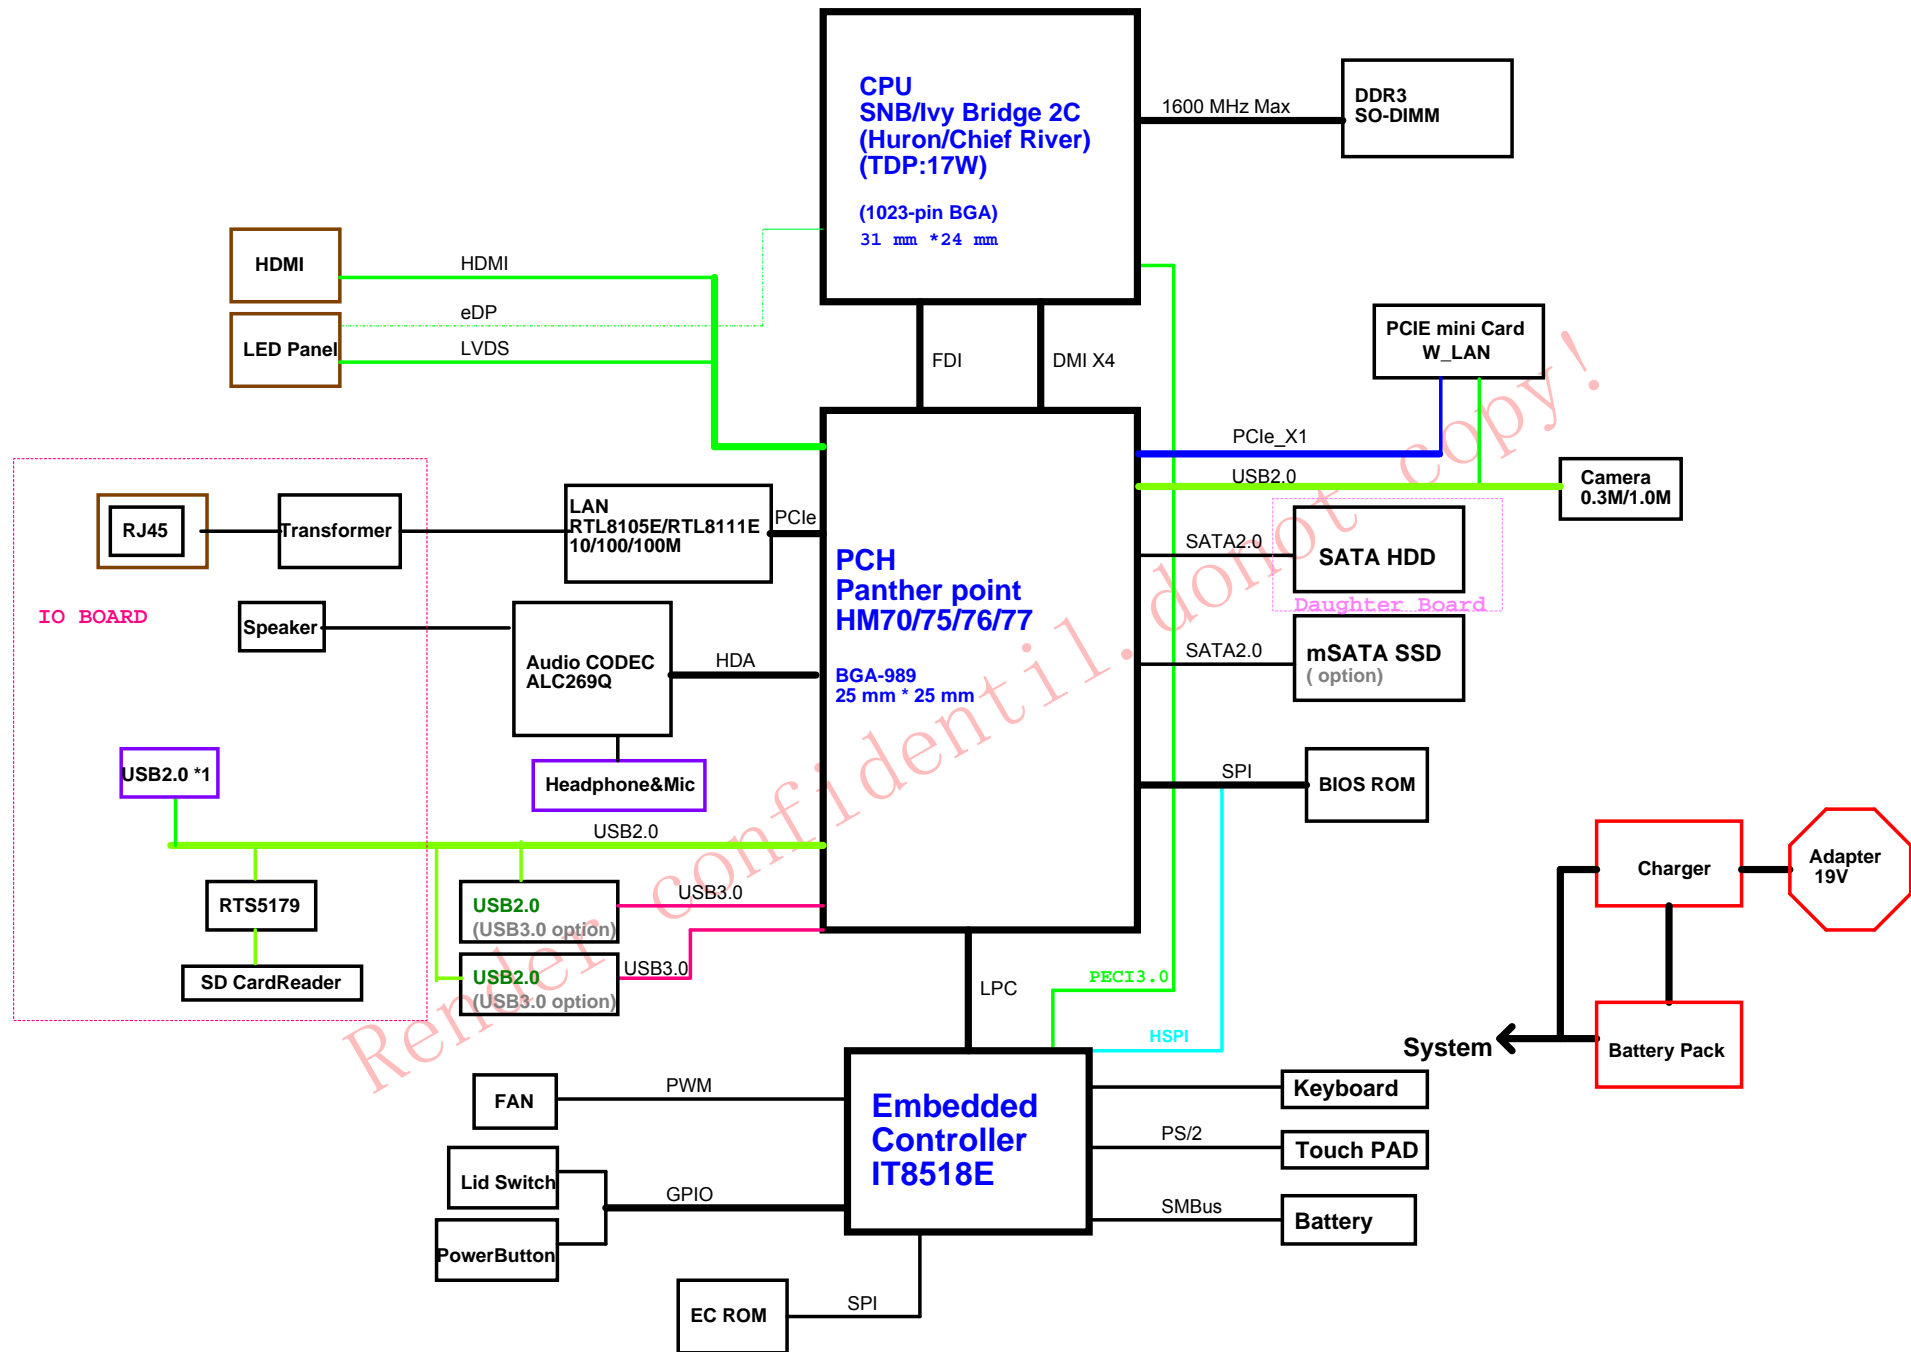 CPU
SNB/Ivy Bridge 2C
(Huron/Chief River)
(TDP:17W)
(1023-pin BGA)
31 mm *24 mm
1600 MHz Max
DDR3
SO-DIMM
HDMI
HDMI
eDP
LED Panel
LVDS
FDI
DMI X4
PCIE mini Card
W_LAN
PCIe_X1
USB2.0
Camera
0.3M/1.0M
RJ45
Transformer
LAN
RTL8105E/RTL8111E
10/100/100M
PCIe
IO BOARD
Speaker
Audio CODEC
ALC269Q
HDA
Headphone&Mic
PCH
Panther point
HM70/75/76/77
BGA-989
25 mm * 25 mm
SATA2.0
SATA HDD
Daughter Board
SATA2.0
mSATA SSD
( option)
SPI
BIOS ROM
USB2.0 *1
USB2.0
RTS5179
SD CardReader
USB2.0
(USB3.0 option)
USB3.0
USB2.0
(USB3.0 option)
USB3.0
LPC
PECI3.0
HSPI
Charger
Adapter
19V
System
Battery Pack
FAN
PWM
Lid Switch
GPIO
PowerButton
Embedded
Controller
IT8518E
Keyboard
PS/2
Touch PAD
SMBus
Battery
EC ROM
SPI
Render confidentil. donot copy!